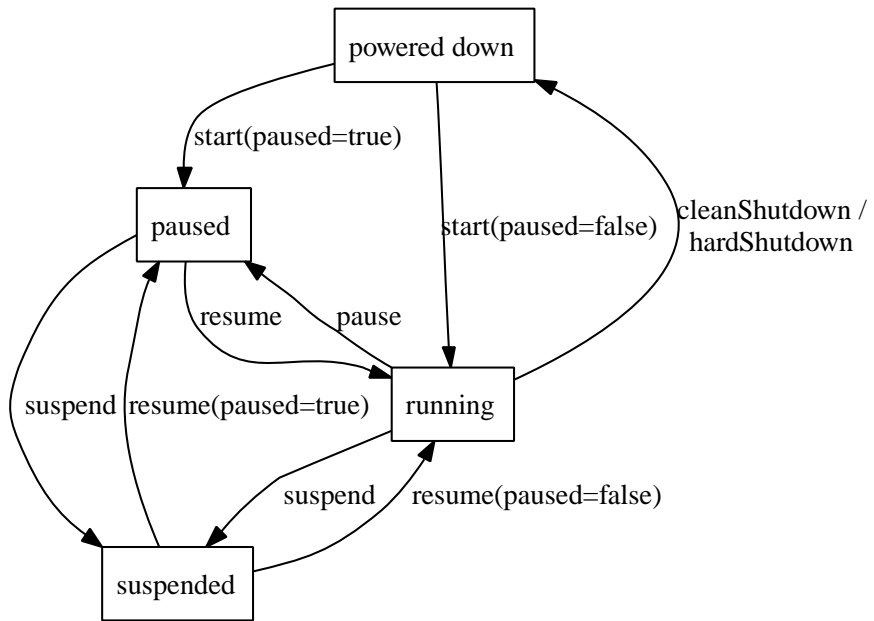 powered down
start(paused=true)
cleanShutdown /
hardShutdown
paused
start(paused=false)
resume
pause
suspend
resume(paused=true)
running
suspend
resume(paused=false)
suspended